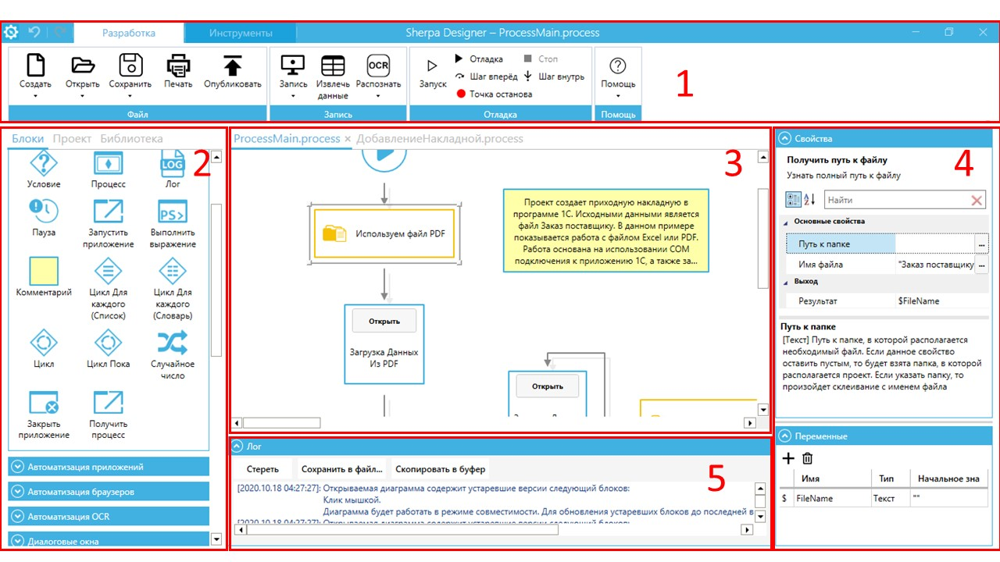 Разработка
Инструменты
Sherpa Designer – ProcessMain.process
Создать
Открыть
Сохранить
Печать
Опубликовать
Файл
Запись
Извлечь
данные
OCR
Распознать
Запись
Запуск
Отладка
Стоп
Шаг вперёд
Шаг внутрь
Точка останова
Отладка
Помощь
Помощь
1
Блоки Проект Библиотека
2
Условие
Процесс
LOG
Лог
Пауза
Запустить
приложение
PS>
Выполнить
выражение
Комментарий
Цикл Для
каждого
(Список)
Цикл Для
каждого
(Словарь)
Цикл
Цикл Пока
Случайное
число
Закрыть
приложение
Получить
процесс
Автоматизация приложений
Автоматизация браузеров
Автоматизация OCR
Диалоговые окна
ProcessMain.process × ДобавлениеНакладной.process
3
Используем файл PDF
Проект создает приходную накладную в
программе 1С. Исходными данными является
файл Заказ поставщику. В данном примере
показывается работа с файлом Excel или PDF.
Работа основана на использовании COM
подключения к приложению 1С, а также за...
Открыть
Загрузка Данных
Из PDF
Открыть
Лог
5
Стереть
Сохранить в файл...
Скопировать в буфер
[2020.10.18 04:27:27]: Открываемая диаграмма содержит устаревшие версии следующий блоков:
Клик мышкой.
Диаграмма будет работать в режиме совместимости. Для обновления устаревших блоков до последней в
[2020.10.18 04:27:27]: Открываемая диаграмма содержит устаревшие версии следующий блоков:
Свойства
4
Получить путь к файлу
Узнать полный путь к файлу
Найти
Основные свойства
Путь к папке ...
Имя файла "Заказ поставщику ...
Выход
Результат $FileName
Путь к папке
[Текст] Путь к папке, в которой располагается
необходимый файл. Если данное свойство
оставить пустым, то будет взята папка, в которой
располагается проект. Если указать папку, то
произойдет склеивание с именем файла
Переменные
Имя Тип Начальное зна
$ FileName Текст ""